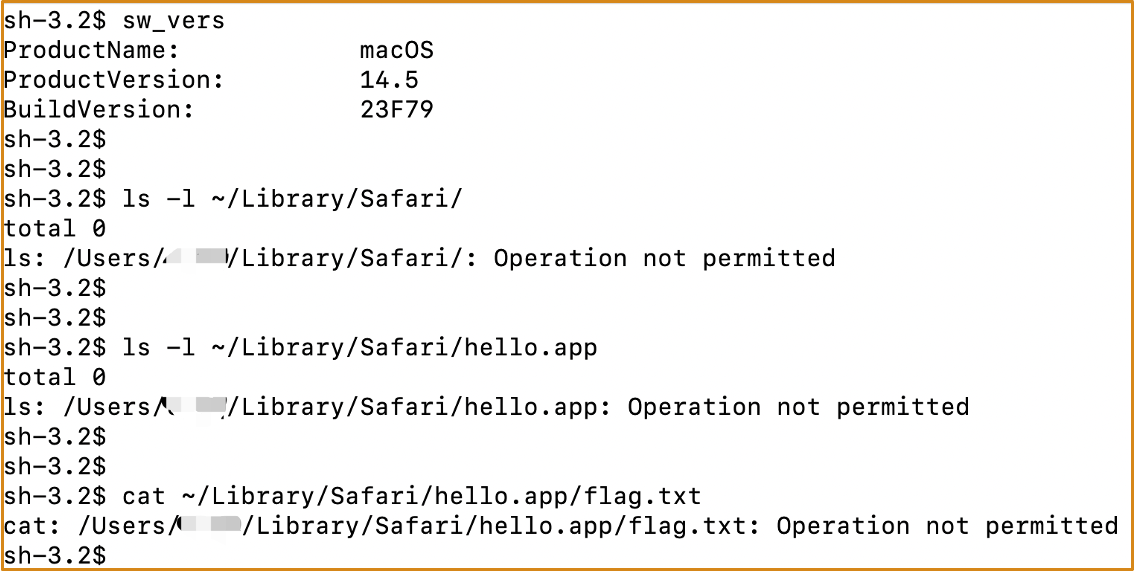 sh-3.2$ sw_vers
ProductName:            macOS
ProductVersion:         14.5
BuildVersion:           23F79
sh-3.2$
sh-3.2$
sh-3.2$ ls -l ~/Library/Safari/
total 0
ls: /Users/ /Library/Safari/: Operation not permitted
sh-3.2$
sh-3.2$
sh-3.2$ ls -l ~/Library/Safari/hello.app
total 0
ls: /Users/ /Library/Safari/hello.app: Operation not permitted
sh-3.2$
sh-3.2$
sh-3.2$ cat ~/Library/Safari/hello.app/flag.txt
cat: /Users/ /Library/Safari/hello.app/flag.txt: Operation not permitted
sh-3.2$